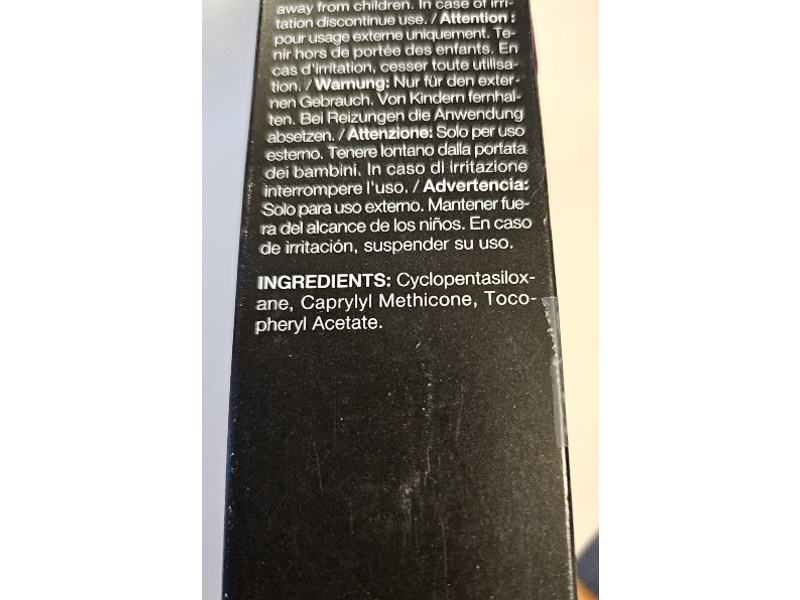 away from children. In case of irri-
tation discontinue use. / Attention :
pour usage externe uniquement. Te-
nir hors de portée des enfants. En
cas d'irritation, cesser toute utilisa-
tion. / Warnung: Nur für den exter-
nen Gebrauch. Von Kindern fernhal-
ten. Bei Reizungen die Anwendung
absetzen. / Attenzione: Solo per uso
esterno. Tenere lontano dalla portata
dei bambini. In caso di irritazione
interrompere l'uso. / Advertencia:
Solo para uso externo. Mantener fue-
ra del alcance de los niños. En caso
de irritación, suspender su uso.
INGREDIENTS: Cyclopentasilox-
ane, Caprylyl Methicone, Toco-
pheryl Acetate.